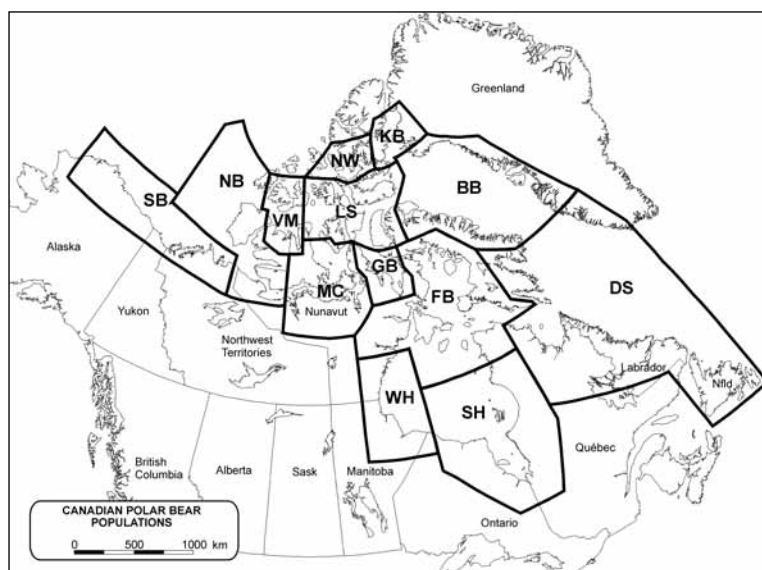 Greenland
KB
NW
NB
BB
SB
VM
LS
Alaska
GB
MC
FB
DS
Nunavut
Yukon
Northwest
Territories
Labrador
Nfld
WH
SH
Québec
British
Columbia
Alberta
Sask
Manitoba
CANADIAN POLAR BEAR
POPULATIONS
Ontario
0 500 1000 km